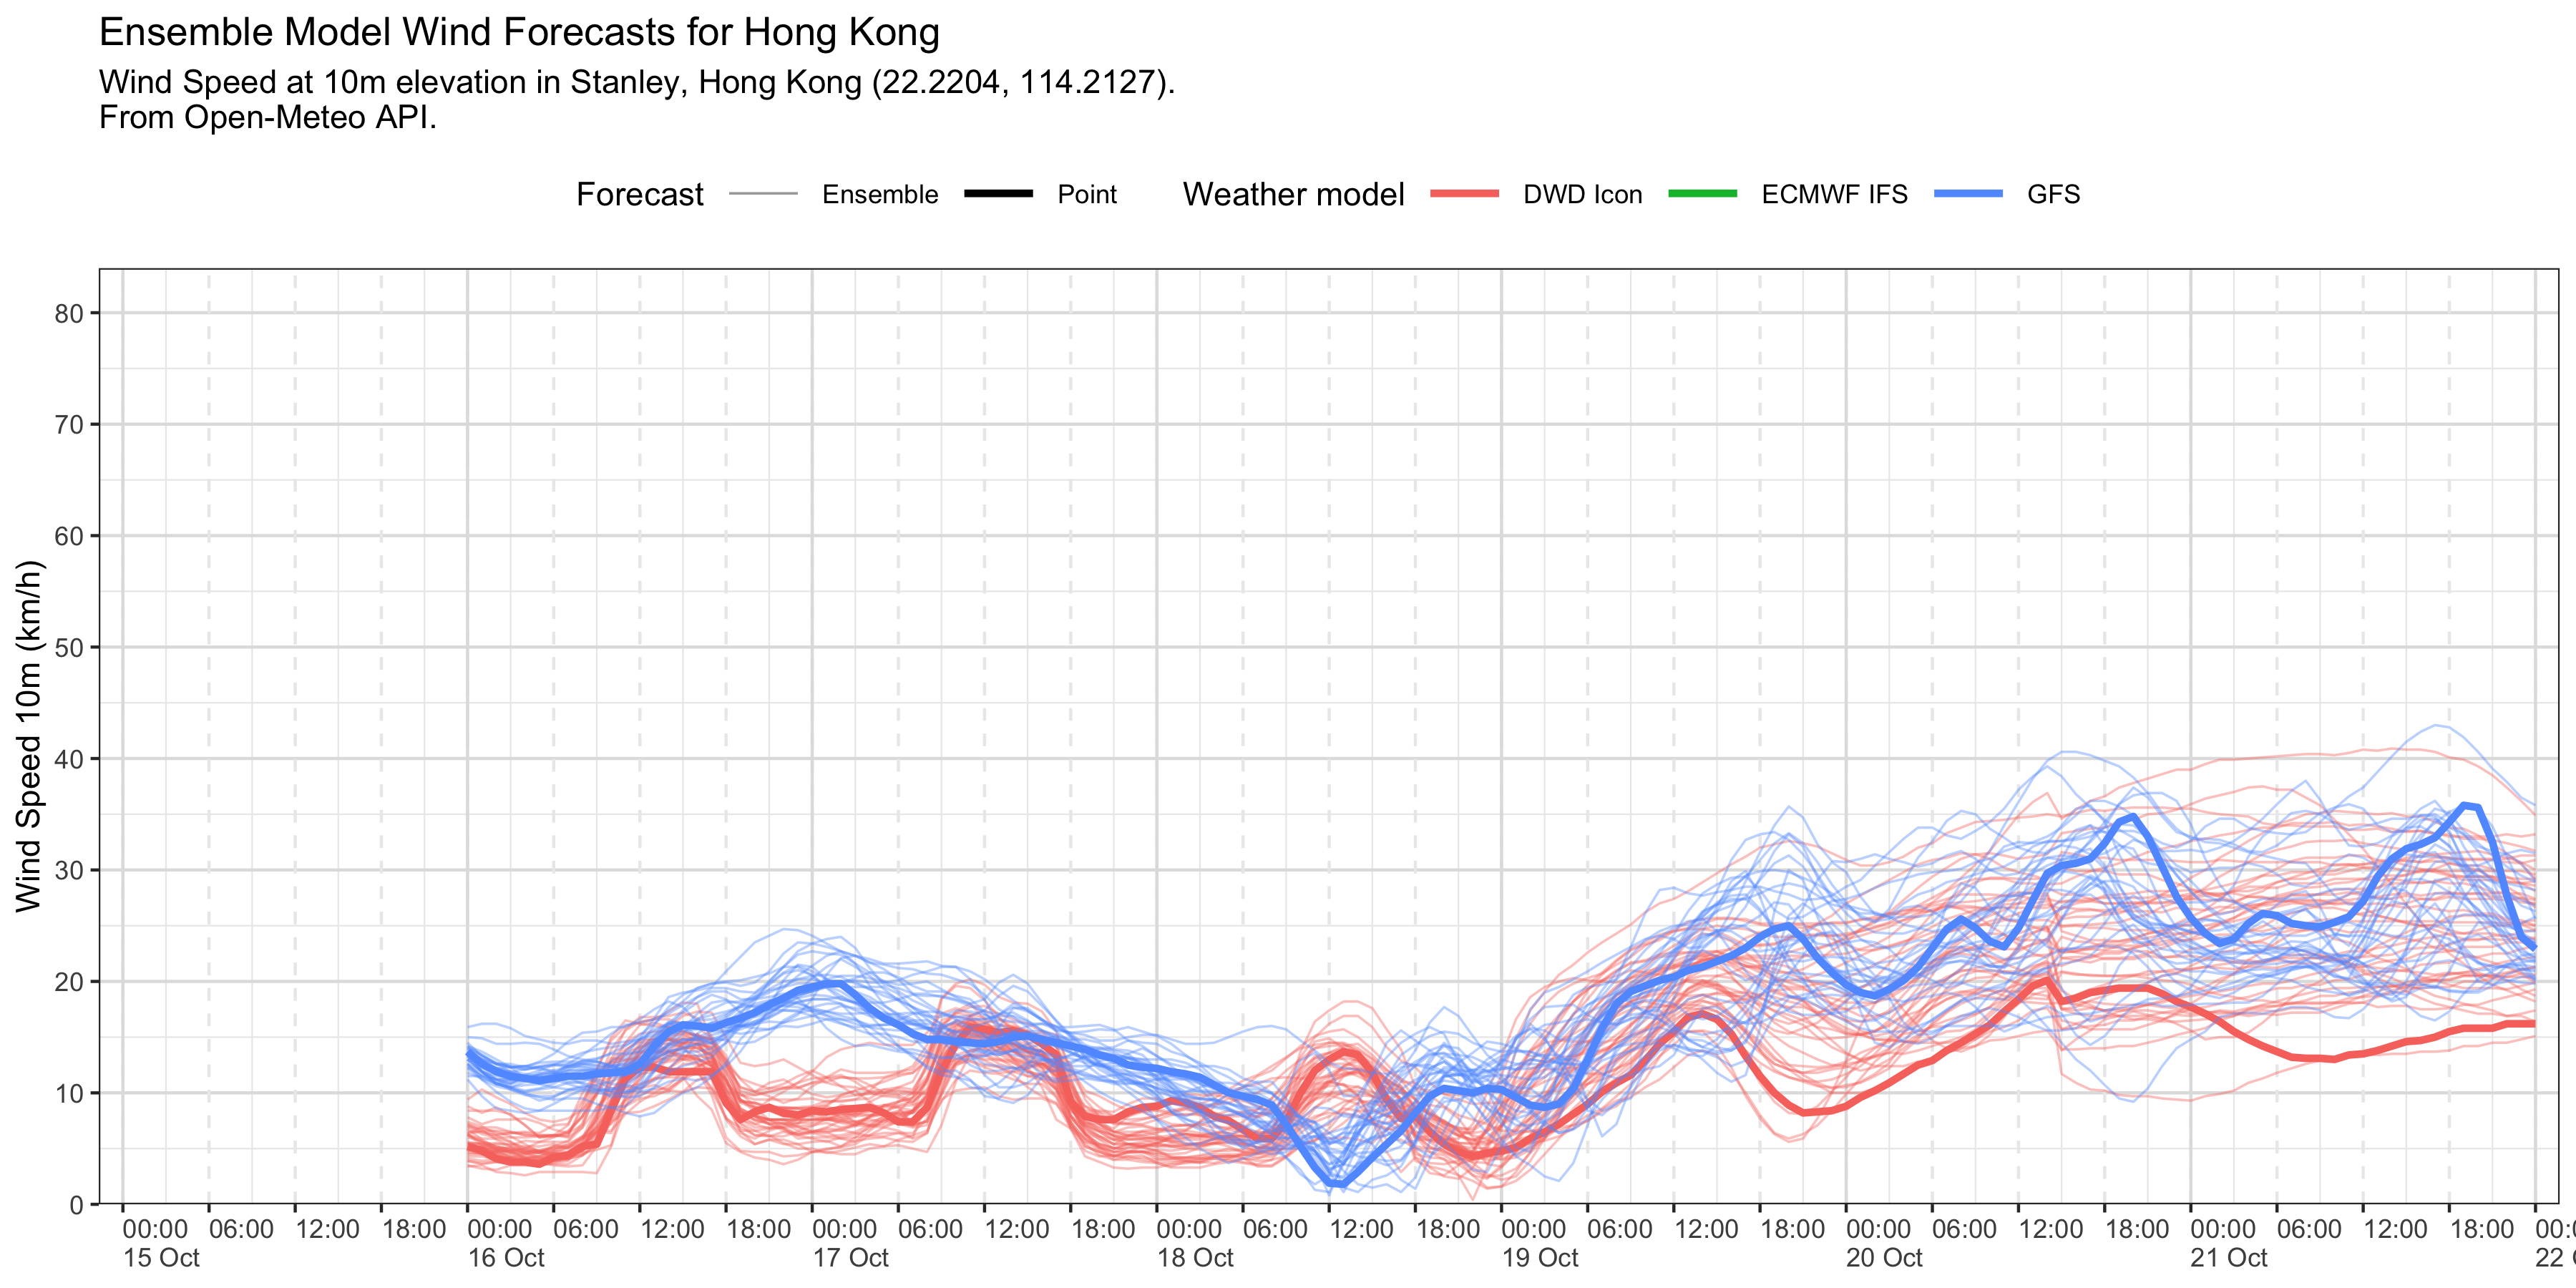 Ensemble Model Wind Forecasts for Hong Kong
Wind Speed at 10m elevation in Stanley, Hong Kong (22.2204, 114.2127).
From Open-Meteo API.
Forecast Ensemble Point Weather model DWD Icon ECMWF IFS GFS
Wind Speed 10m (km/h)
80
70
60
50
40
30
20
10
0
00:00 06:00 12:00 18:00 00:00 06:00 12:00 18:00 00:00 06:00 12:00 18:00 00:00 06:00 12:00 18:00 00:00 06:00 12:00 18:00 00:00 06:00 12:00 18:00 00:00 06:00 12:00 18:00
15 Oct 16 Oct 17 Oct 18 Oct 19 Oct 20 Oct 21 Oct 22